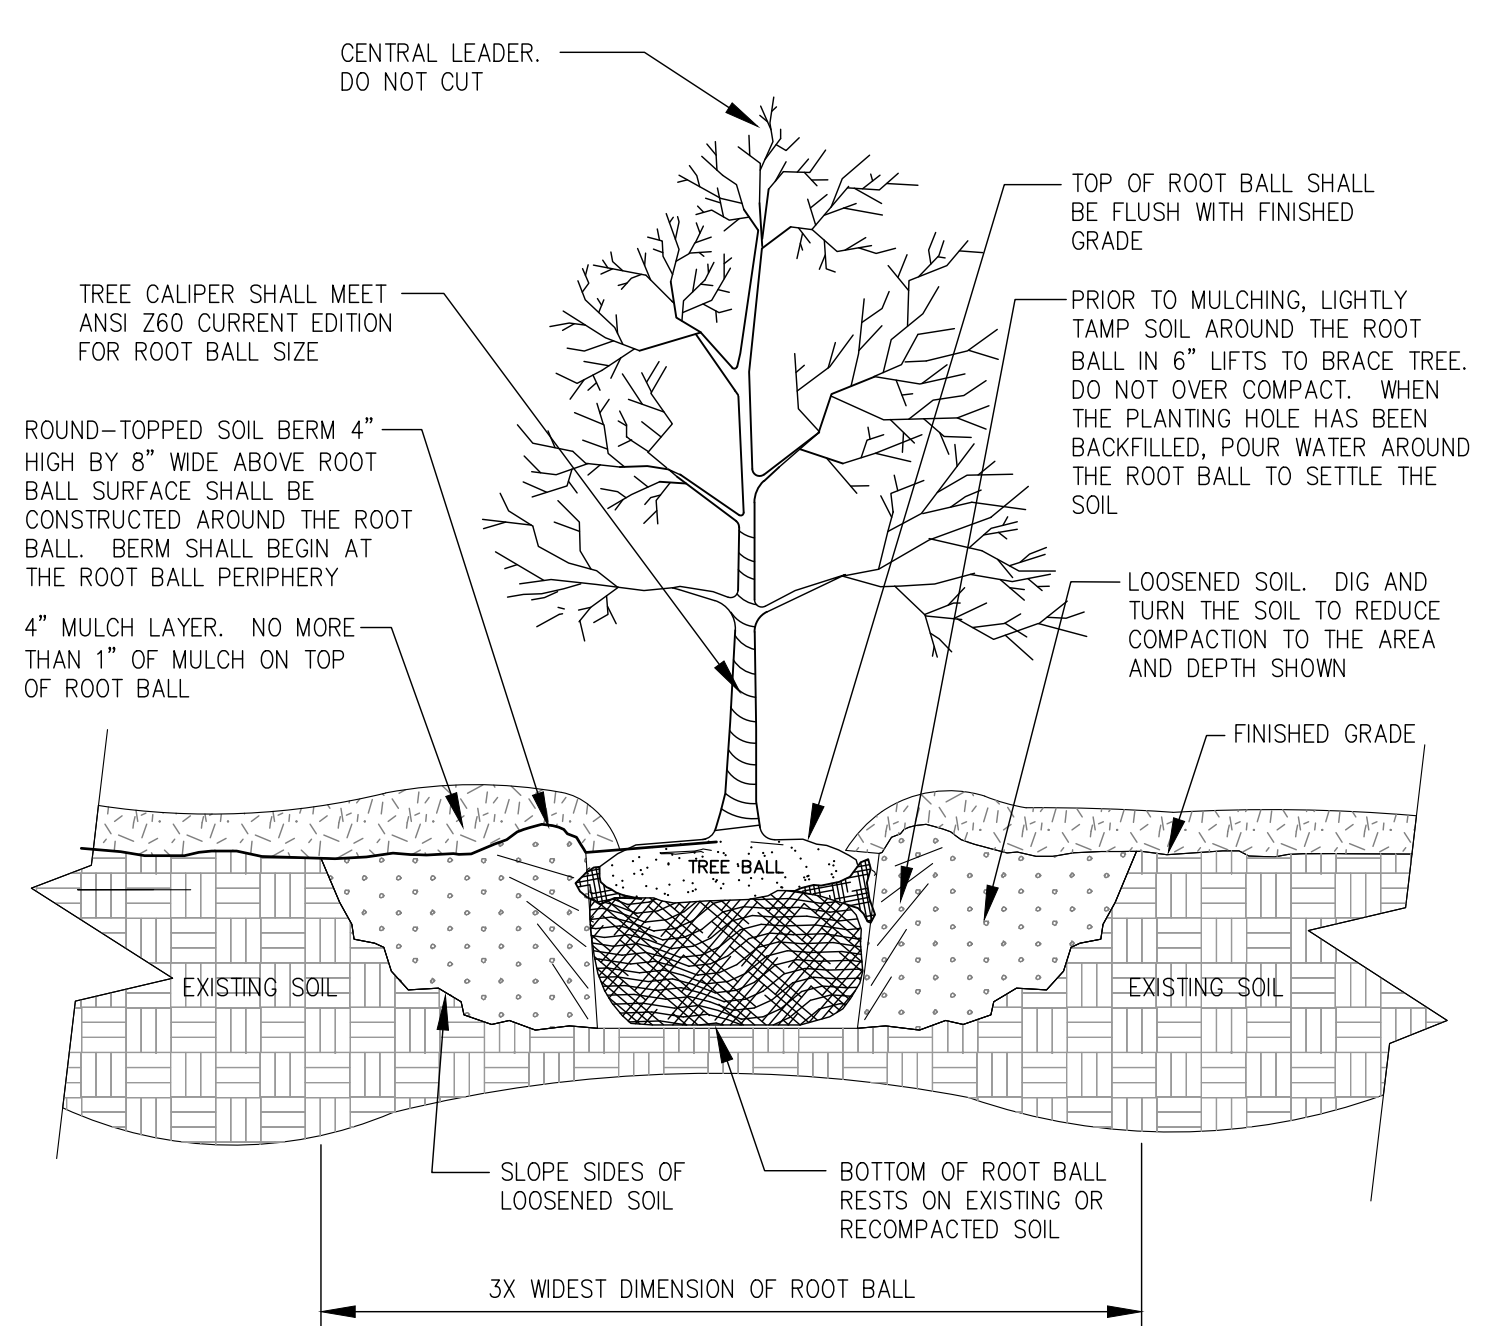 CENTRAL LEADER.
DO NOT CUT
TOP OF ROOT BALL SHALL
BE FLUSH WITH FINISHED
GRADE
TREE CALIPER SHALL MEET
ANSI Z60 CURRENT EDITION
FOR ROOT BALL SIZE
PRIOR TO MULCHING, LIGHTLY
TAMP SOIL AROUND THE ROOT
BALL IN 6” LIFTS TO BRACE TREE.
DO NOT OVER COMPACT. WHEN
THE PLANTING HOLE HAS BEEN
BACKFILLED, POUR WATER AROUND
THE ROOT BALL TO SETTLE THE
SOIL
ROUND-TOPPED SOIL BERM 4”
HIGH BY 8” WIDE ABOVE ROOT
BALL SURFACE SHALL BE
CONSTRUCTED AROUND THE ROOT
BALL. BERM SHALL BEGIN AT
THE ROOT BALL PERIPHERY
4” MULCH LAYER. NO MORE
THAN 1” OF MULCH ON TOP
OF ROOT BALL
LOOSENED SOIL. DIG AND
TURN THE SOIL TO REDUCE
COMPACTION TO THE AREA
AND DEPTH SHOWN
FINISHED GRADE
TREE BALL
EXISTING SOIL
EXISTING SOIL
SLOPE SIDES OF
LOOSENED SOIL
BOTTOM OF ROOT BALL
RESTS ON EXISTING OR
RECOMPACTED SOIL
3X WIDEST DIMENSION OF ROOT BALL